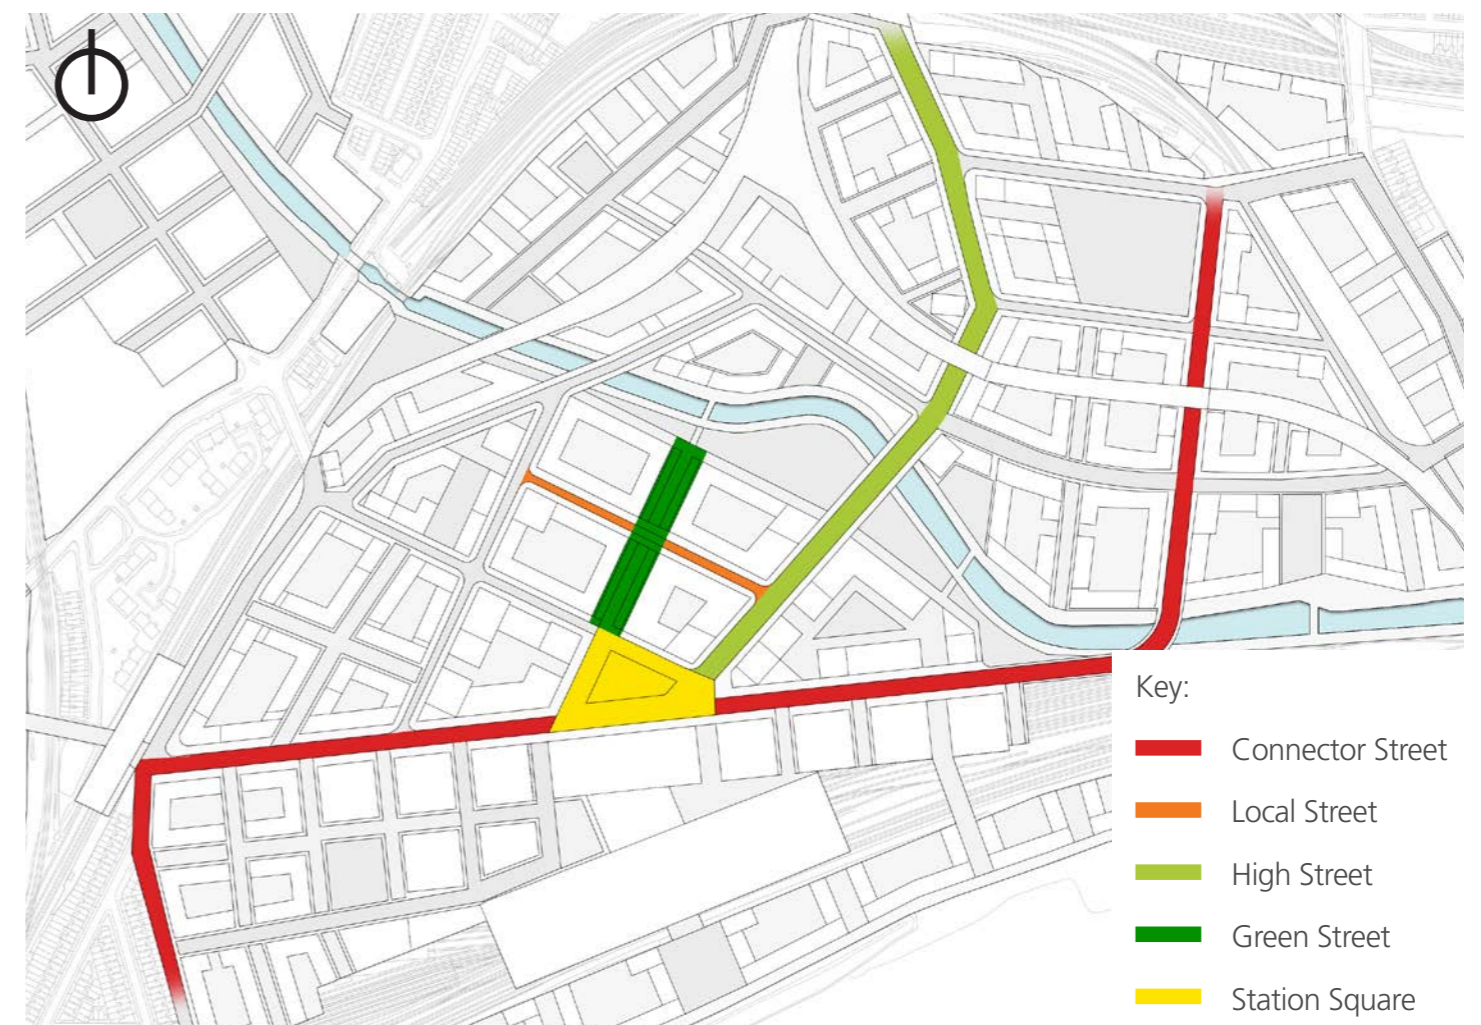 Key:
Connector Street
Local Street
High Street
Green Street
Station Square